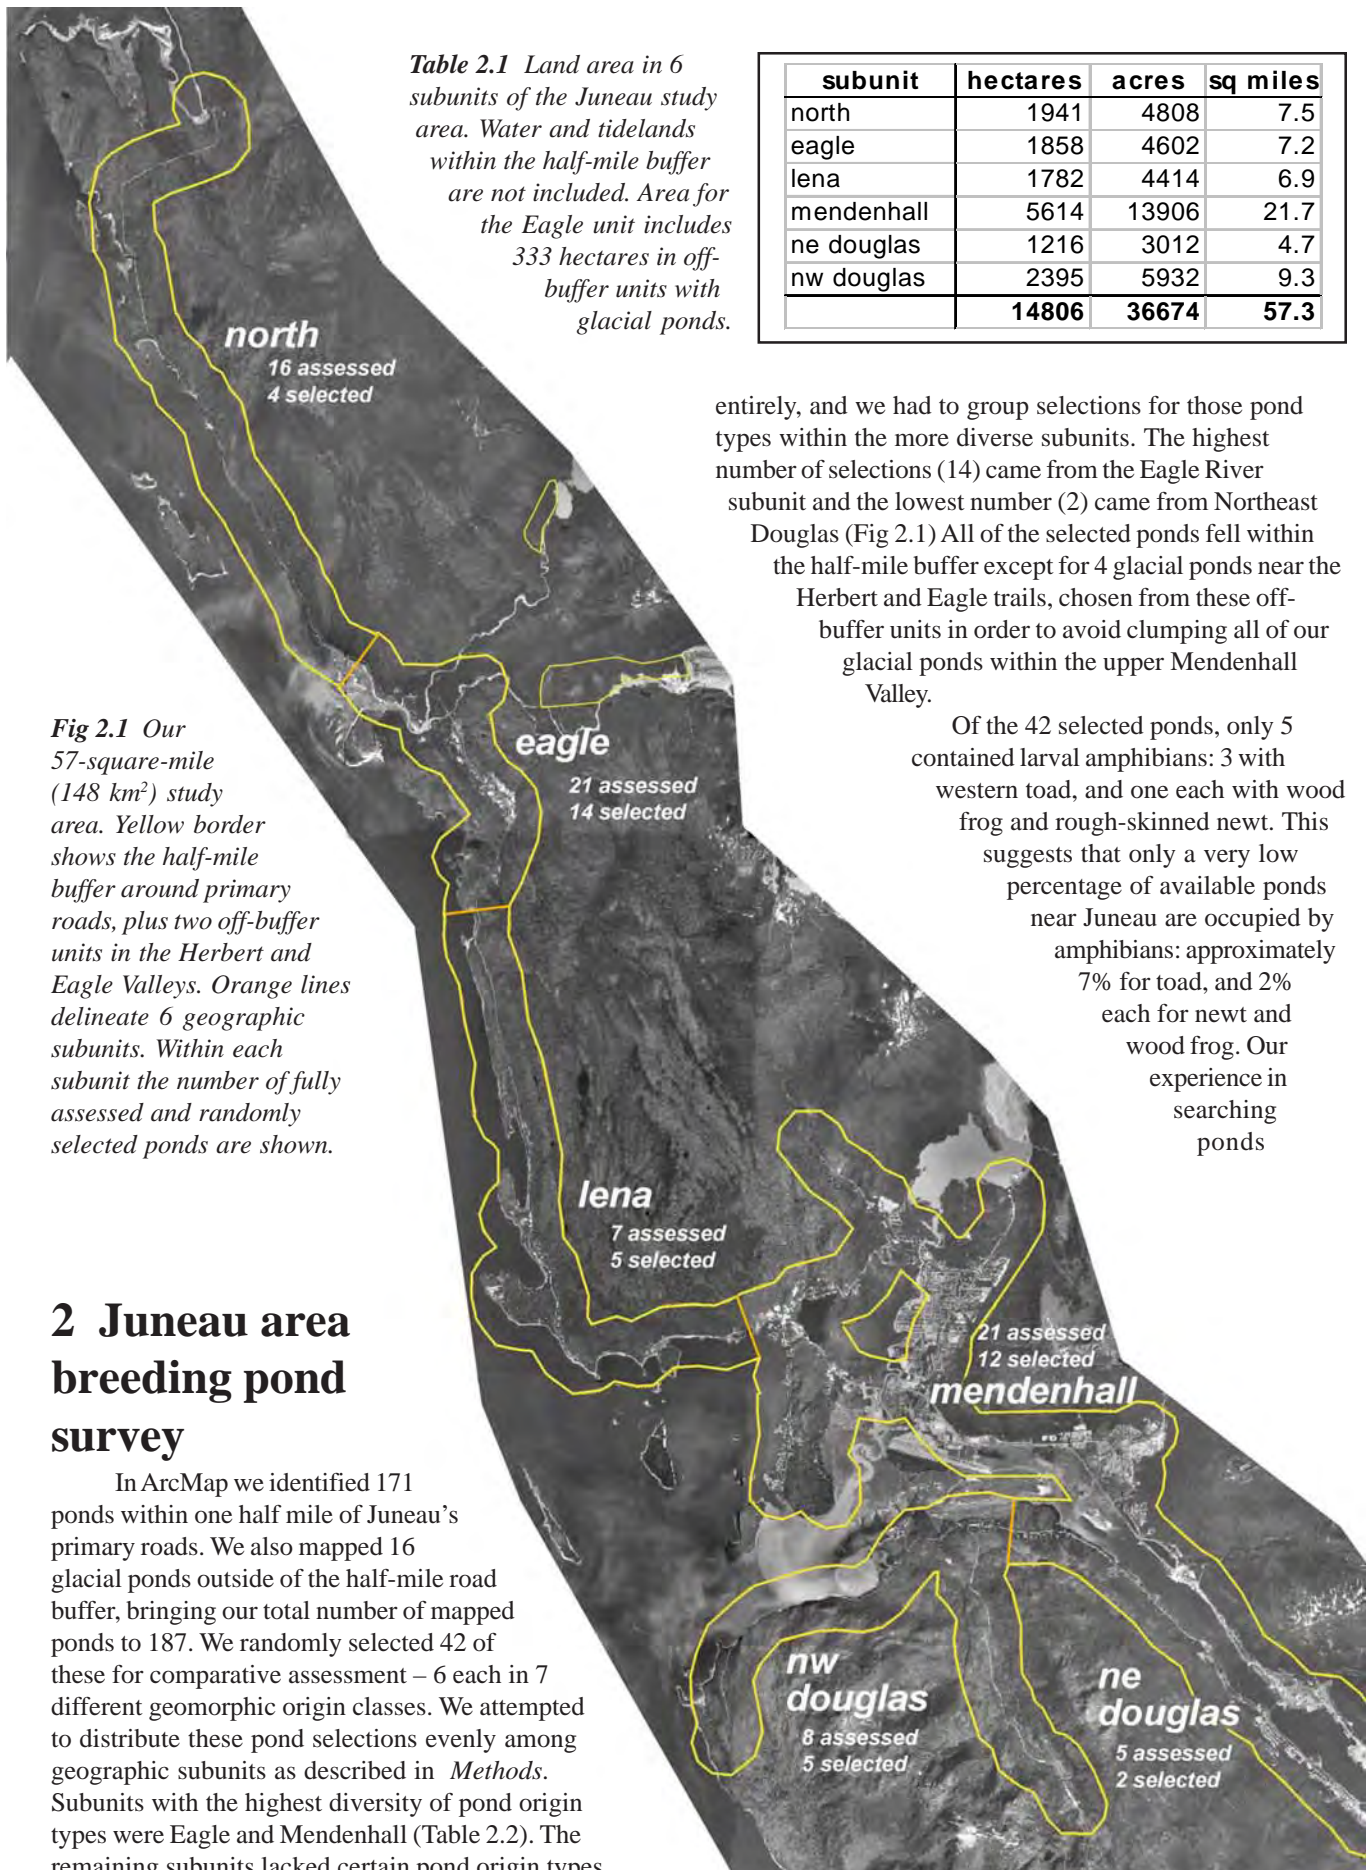 Table 2.1 Land area in 6
subunits of the Juneau study
area. Water and tidelands
within the half-mile buffer
are not included. Area for
the Eagle unit includes
333 hectares in off-
buffer units with
glacial ponds.
subunit hectares acres sq miles
north 1941 4808 7.5
eagle 1858 4602 7.2
lena 1782 4414 6.9
mendenhall 5614 13906 21.7
ne douglas 1216 3012 4.7
nw douglas 2395 5932 9.3
14806 36674 57.3
north
16 assessed
4 selected
entirely, and we had to group selections for those pond
types within the more diverse subunits. The highest
number of selections (14) came from the Eagle River
subunit and the lowest number (2) came from Northeast
Douglas (Fig 2.1) All of the selected ponds fell within
the half-mile buffer except for 4 glacial ponds near the
Herbert and Eagle trails, chosen from these off-
buffer units in order to avoid clumping all of our
glacial ponds within the upper Mendenhall
Valley.
Of the 42 selected ponds, only 5
contained larval amphibians: 3 with
western toad, and one each with wood
frog and rough-skinned newt. This
suggests that only a very low
percentage of available ponds
near Juneau are occupied by
amphibians: approximately
7% for toad, and 2%
each for newt and
wood frog. Our
experience in
searching
ponds
Fig 2.1 Our
57-square-mile
(148 km²) study
area. Yellow border
shows the half-mile
buffer around primary
roads, plus two off-buffer
units in the Herbert and
Eagle Valleys. Orange lines
delineate 6 geographic
subunits. Within each
subunit the number of fully
assessed and randomly
selected ponds are shown.
eagle
21 assessed
14 selected
lena
7 assessed
5 selected
21 assessed
12 selected
mendenhall
nw
douglas
8 assessed
5 selected
ne
douglas
5 assessed
2 selected
2 Juneau area
breeding pond
survey
In ArcMap we identified 171
ponds within one half mile of Juneau's
primary roads. We also mapped 16
glacial ponds outside of the half-mile road
buffer, bringing our total number of mapped
ponds to 187. We randomly selected 42 of
these for comparative assessment – 6 each in 7
different geomorphic origin classes. We attempted
to distribute these pond selections evenly among
geographic subunits as described in Methods.
Subunits with the highest diversity of pond origin
types were Eagle and Mendenhall (Table 2.2). The
remaining subunits lacked certain pond origin types